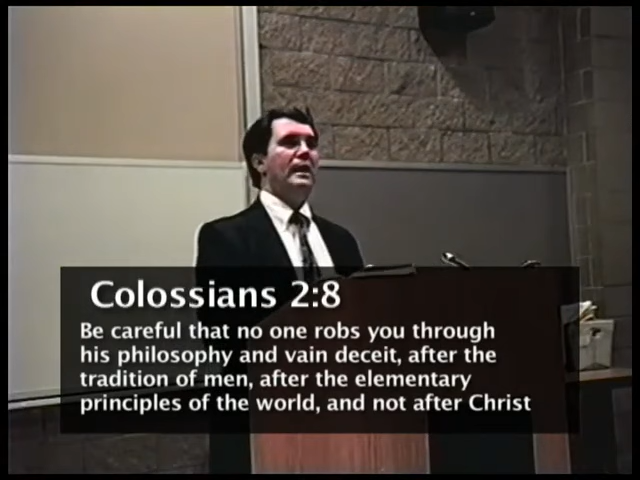 Colossians 2:8
Be careful that no one robs you through
his philosophy and vain deceit, after the
tradition of men, after the elementary
principles of the world, and not after Christ